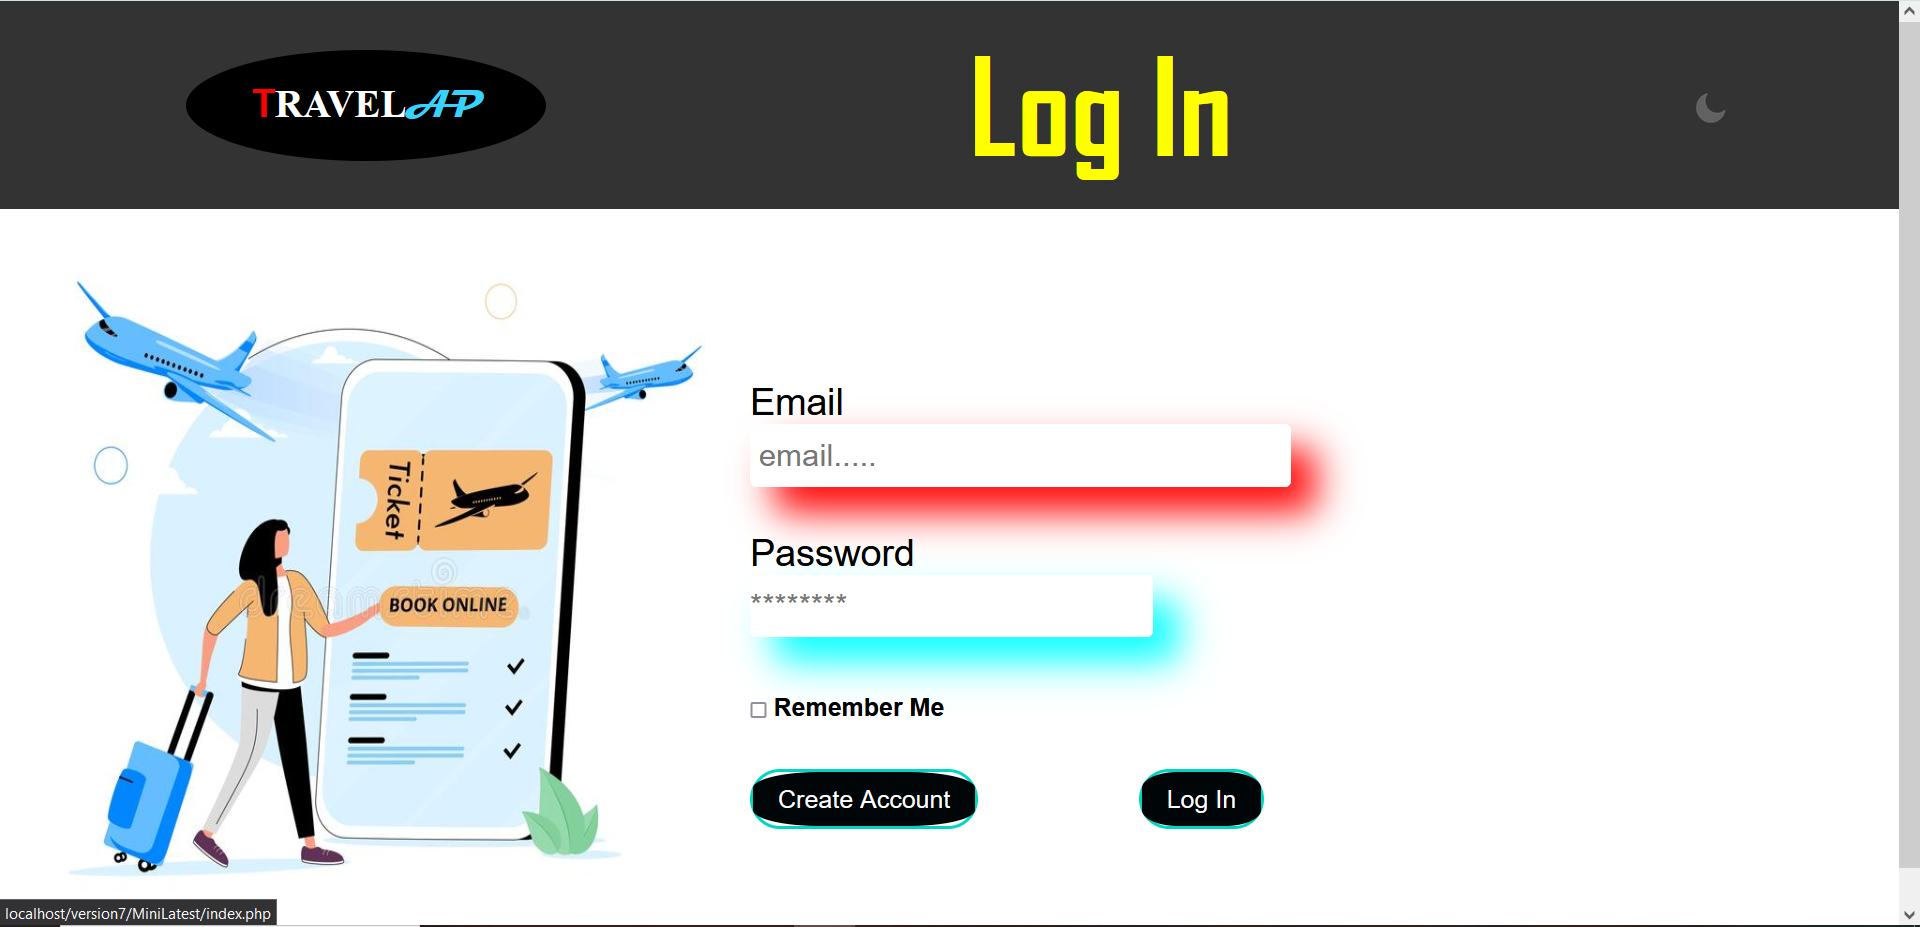 TRAVELAP
Log In
Ticket
BOOK ONLINE
dreamstime
Email
email.....
Password
********
Remember Me
Create Account
Log In
localhost/version7/MiniLatest/index.php